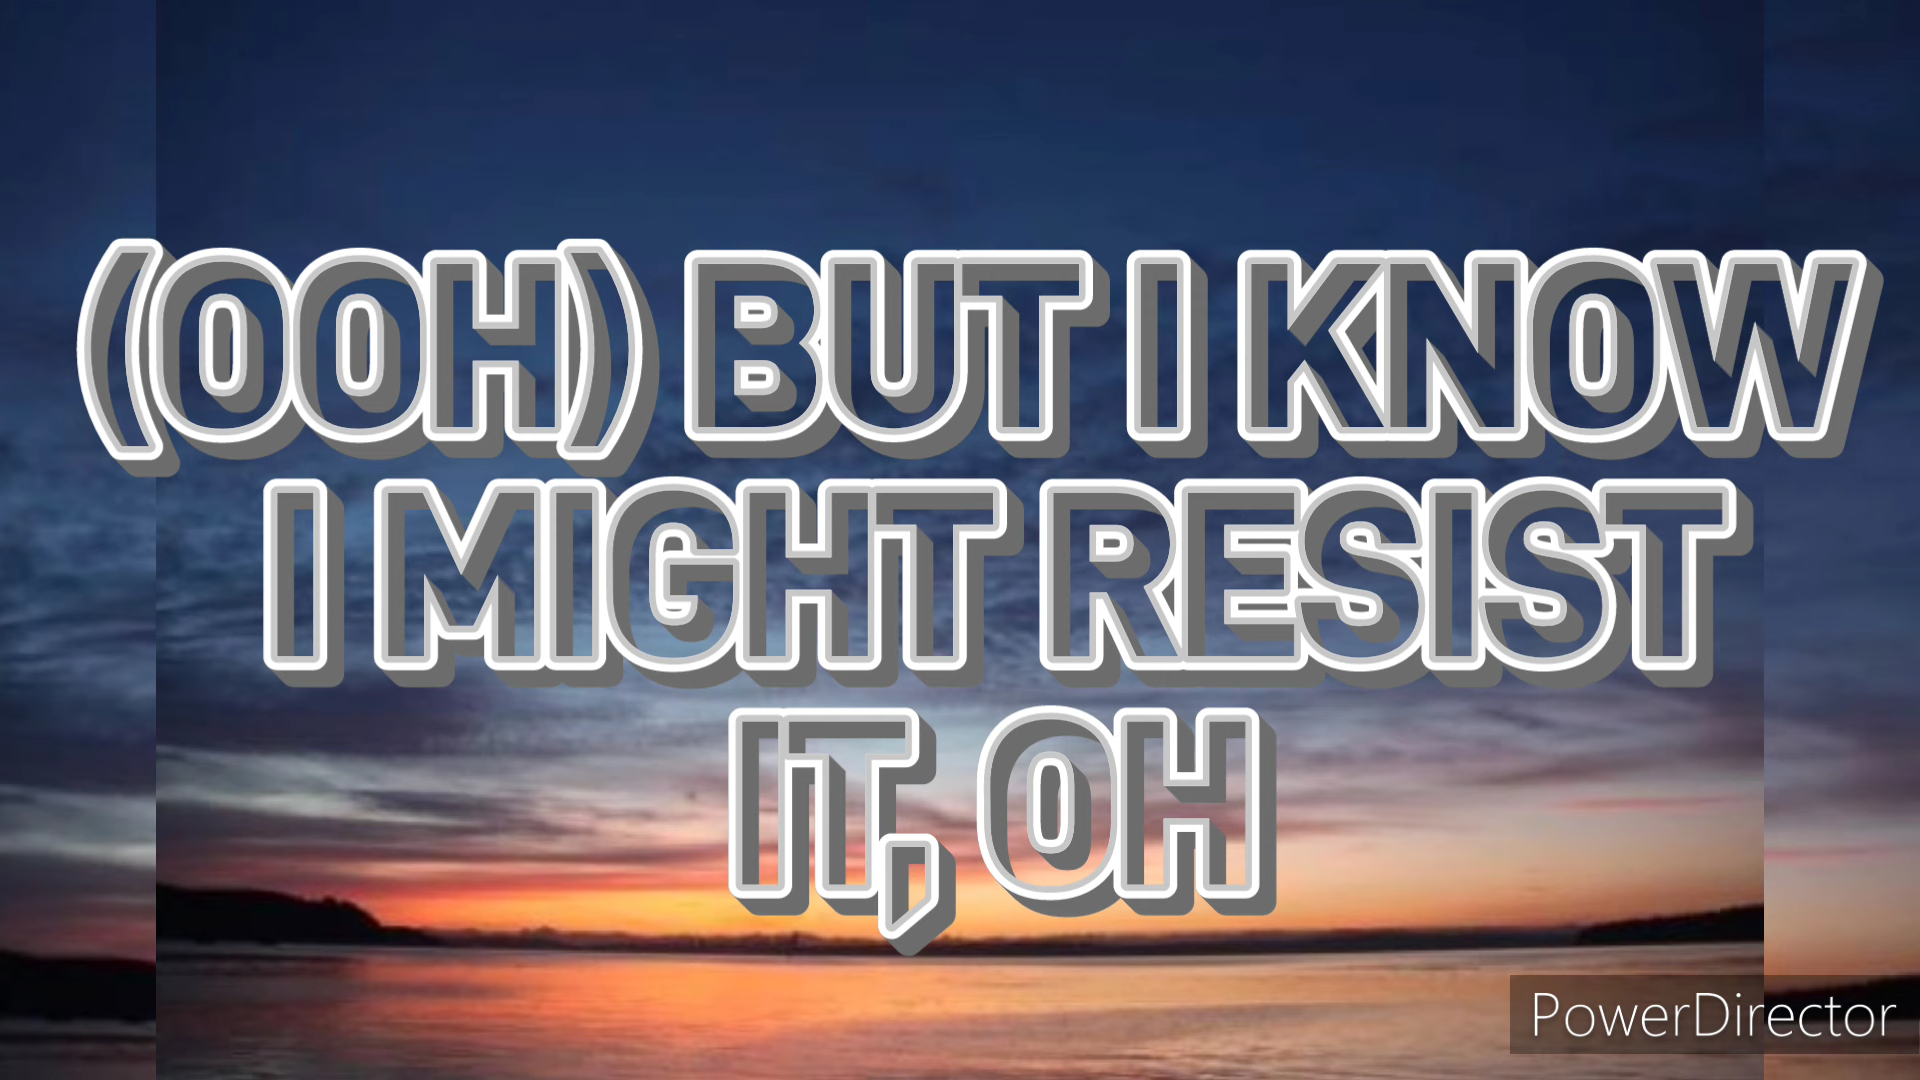 (OOH) BUT I KNOW
I MIGHT RESIST
IT, OH
PowerDirector